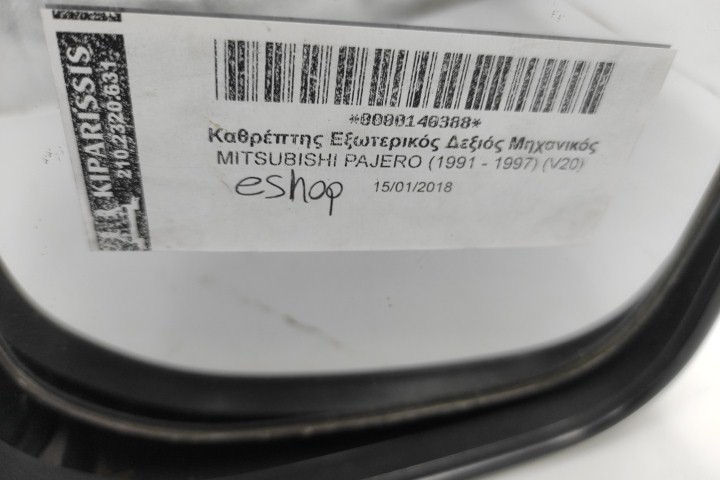 KIPARISSIS
210.2320.631
*0000140388*
Καθρέπτης Εξωτερικός Δεξιός Μηχανικός
MITSUBISHI PAJERO (1991 - 1997) (V20)
eshop 15/01/2018